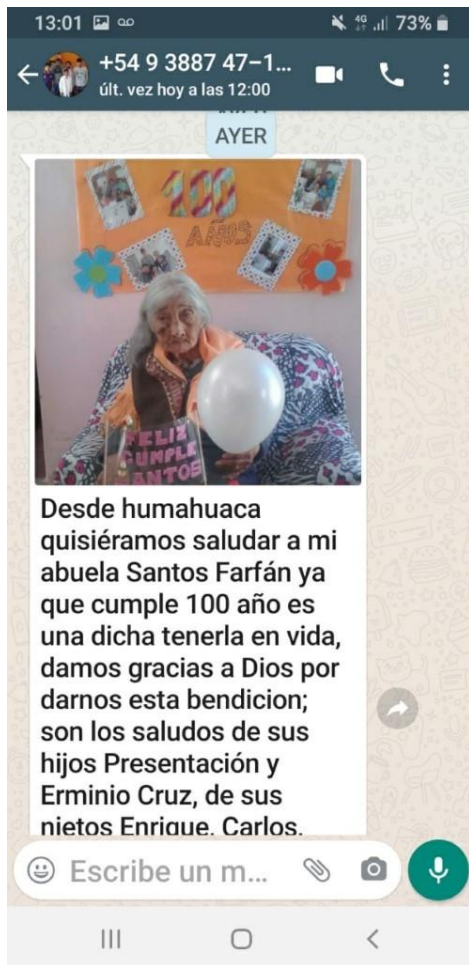 13:01
4G 73%
+54 9 3887 47-1...
últ. vez hoy a las 12:00
AYER
100
AÑOS
FELIZ
CUMPLE
SANTOS
Desde humahuaca
quisiéramos saludar a mi
abuela Santos Farfán ya
que cumple 100 año es
una dicha tenerla en vida,
damos gracias a Dios por
darnos esta bendicion;
son los saludos de sus
hijos Presentación y
Erminio Cruz, de sus
nietos Enrique, Carlos,
Escribe un m...